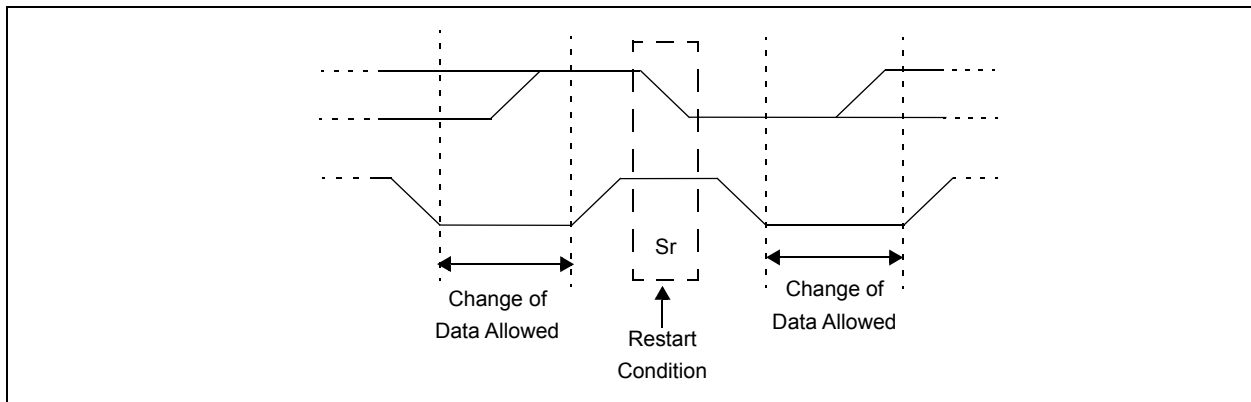 Sr
Change of
Data Allowed
Restart
Condition
Change of
Data Allowed